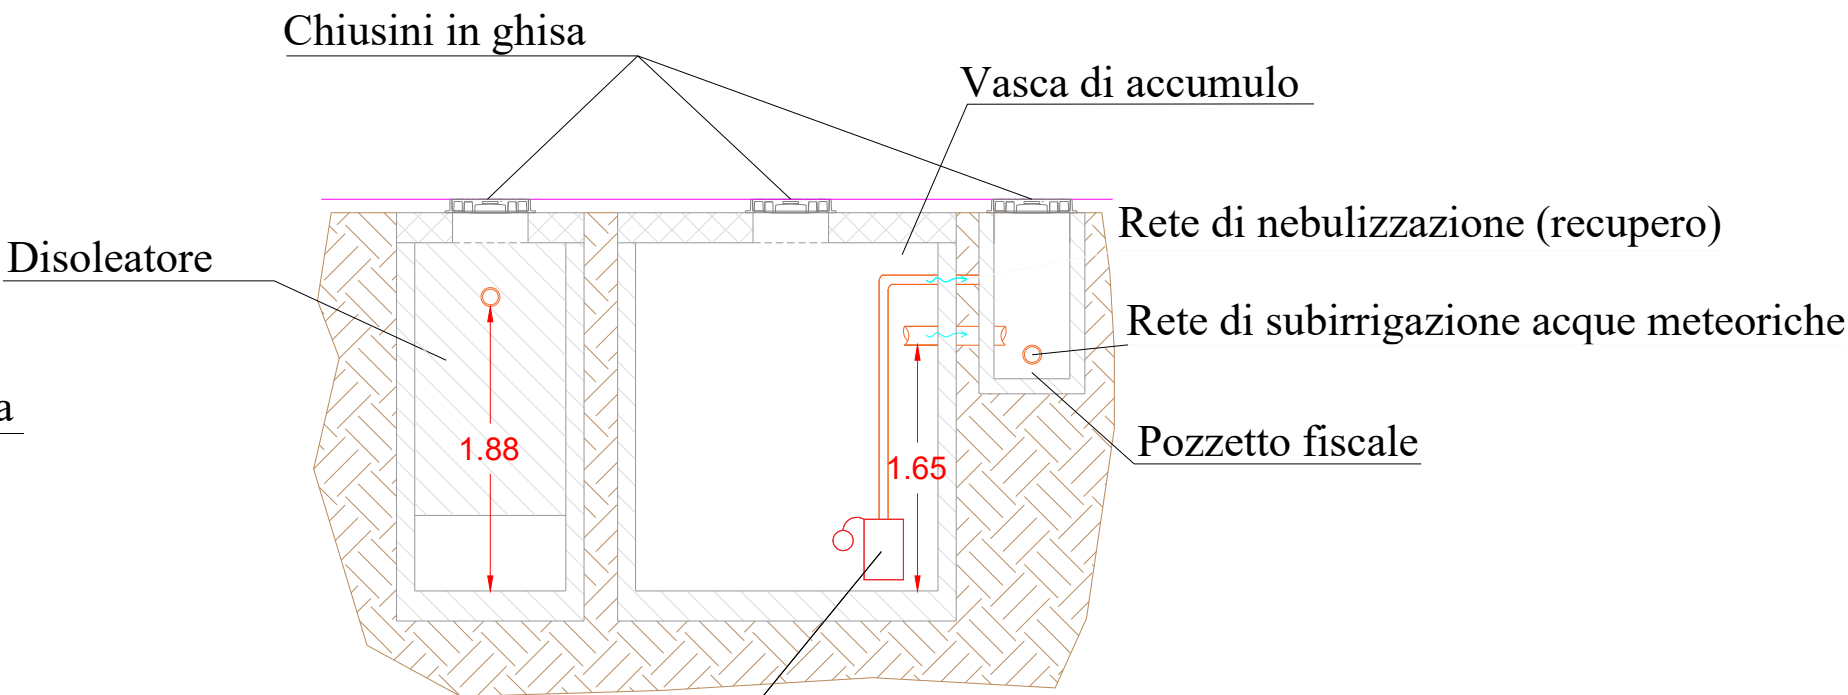 Chiusini in ghisa
Vasca di accumulo
Rete di nebulizzazione (recupero)
Disoleatore
Rete di subirrigazione acque meteoriche
a
Pozzetto fiscale
1.88
1.65